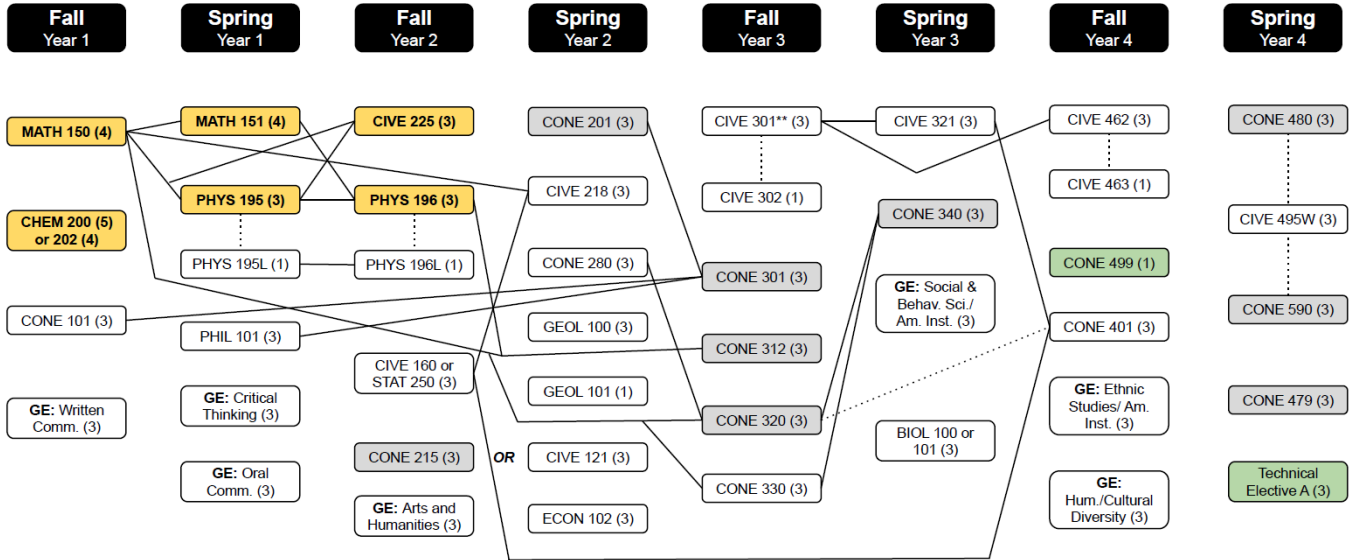 Fall
Year 1
Spring
Year 1
Fall
Year 2
Spring
Year 2
Fall
Year 3
Spring
Year 3
Fall
Year 4
Spring
Year 4
MATH 150 (4)
CHEM 200 (5)
or 202 (4)
CONE 101 (3)
GE: Written
Comm. (3)
MATH 151 (4)
PHYS 195 (3)
PHYS 195L (1)
PHIL 101 (3)
GE: Critical
Thinking (3)
GE: Oral
Comm. (3)
CIVE 225 (3)
PHYS 196 (3)
PHYS 196L (1)
CIVE 160 or
STAT 250 (3)
CONE 215 (3)
GE: Arts and
Humanities (3)
OR
CONE 201 (3)
CIVE 218 (3)
CONE 280 (3)
GEOL 100 (3)
GEOL 101 (1)
CIVE 121 (3)
ECON 102 (3)
CIVE 301** (3)
CIVE 302 (1)
CONE 301 (3)
CONE 312 (3)
CONE 320 (3)
CONE 330 (3)
CIVE 321 (3)
CONE 340 (3)
GE: Social &
Behav. Sci./
Am. Inst. (3)
BIOL 100 or
101 (3)
CIVE 462 (3)
CIVE 463 (1)
CONE 499 (1)
CONE 401 (3)
GE: Ethnic
Studies/ Am.
Inst. (3)
GE:
Hum./Cultural
Diversity (3)
CONE 480 (3)
CIVE 495W (3)
CONE 590 (3)
CONE 479 (3)
Technical
Elective A (3)